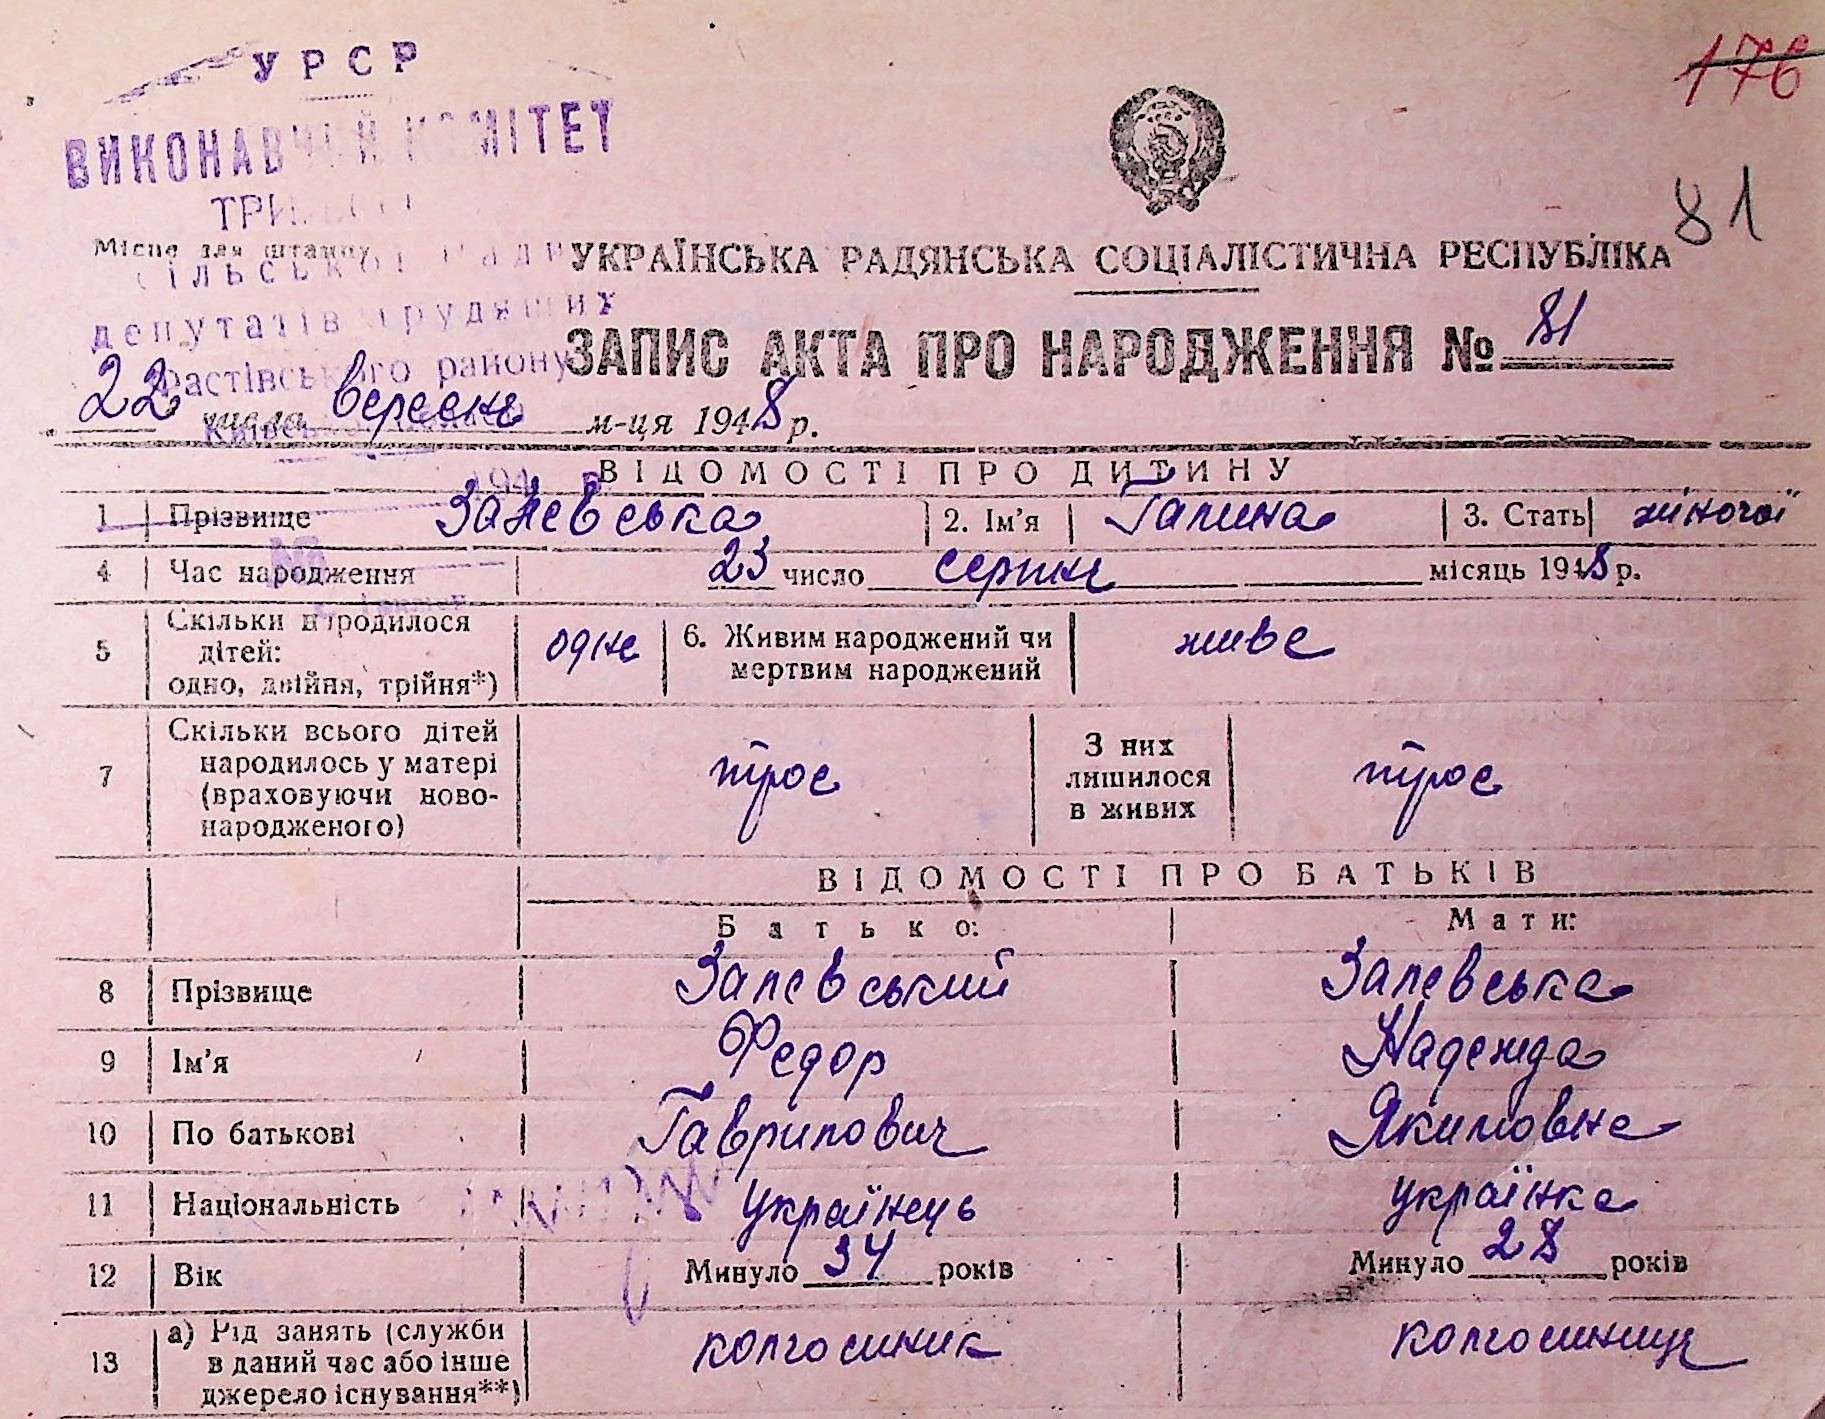 176
УРСР
ВИКОНАВЧИЙ КОМІТЕТ
81
Місце для штампу
сільської ради
УКРАЇНСЬКА РАДЯНСЬКА СОЦІАЛІСТИЧНА РЕСПУБЛІКА
депутатів трудящих
ЗАПИС АКТА ПРО НАРОДЖЕННЯ № 81
Фастівського району
22 числа вересня м-ця 1948 р.
ВІДОМОСТІ ПРО ДИТИНУ
1 Прізвище Залевська 2. Ім'я Галина 3. Стать жіночої
4 Час народження 23 число серпня місяць 1948 р.
5 Скільки народилося дітей: одно, двійня, трійня*) одне 6. Живим народжений чи мертвим народжений живе
7 Скільки всього дітей народилось у матері (враховуючи новонародженого) троє З них лишилося в живих троє
ВІДОМОСТІ ПРО БАТЬКІВ
Батько: Мати:
8 Прізвище Залевський Залевська
9 Ім'я Федор Надежда
10 По батькові Гаврилович Якимовна
11 Національність українець українка
12 Вік Минуло 34 років Минуло 28 років
13 а) Рід занять (служби в даний час або інше джерело існування**) колгоспник колгоспниця